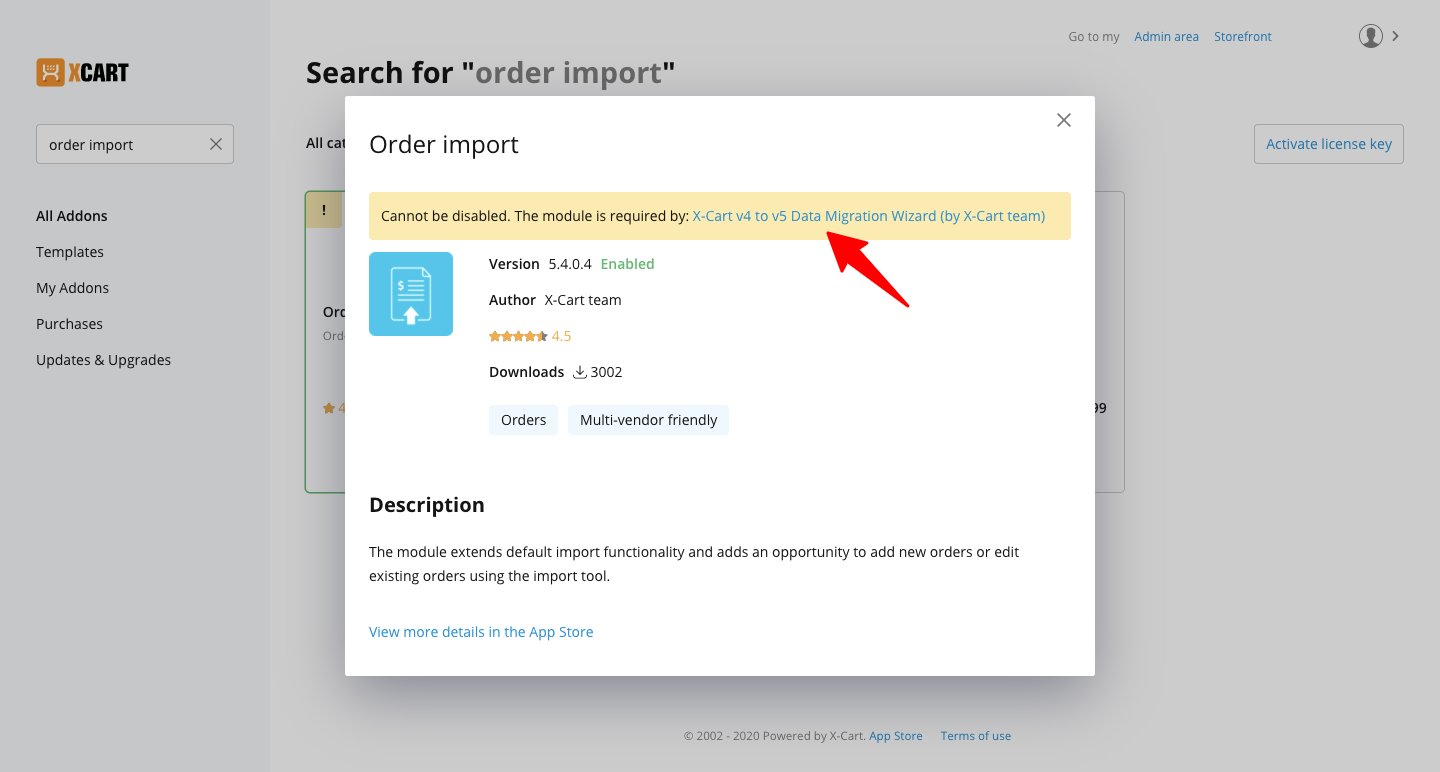 Go to my Admin area Storefront
XCART
Search for "order import"
order import
All cat
Activate license key
All Addons
Templates
My Addons
Purchases
Updates & Upgrades
!
Orc
Orde
4
99
Order import
Cannot be disabled. The module is required by: X-Cart v4 to v5 Data Migration Wizard (by X-Cart team)
$
Version 5.4.0.4 Enabled
Author X-Cart team
4.5
Downloads 3002
Orders Multi-vendor friendly
Description
The module extends default import functionality and adds an opportunity to add new orders or edit
existing orders using the import tool.
View more details in the App Store
© 2002 - 2020 Powered by X-Cart. App Store Terms of use